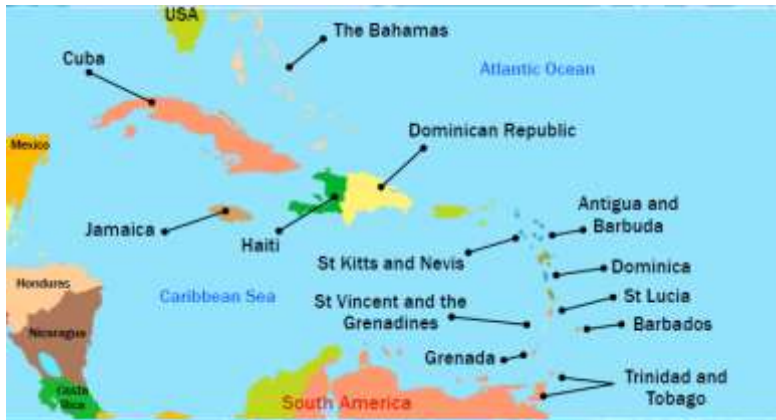 USA
The Bahamas
Cuba
Atlantic Ocean
Dominican Republic
Mexico
Antigua and
Barbuda
Jamaica
Haiti
St Kitts and Nevis
Dominica
Honduras
Caribbean Sea
St Vincent and the
Grenadines
St Lucia
Barbados
Nicaragua
Grenada
Trinidad and
Tobago
Costa
Rica
South America